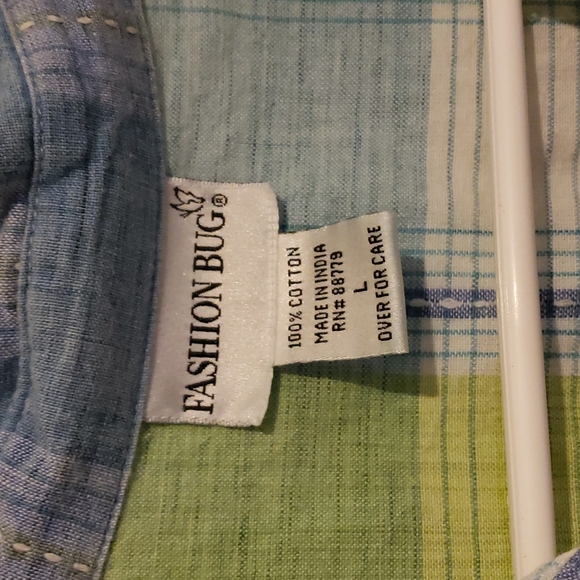 FASHION BUG®
100% COTTON
MADE IN INDIA
RN# 88779
L
OVER FOR CARE